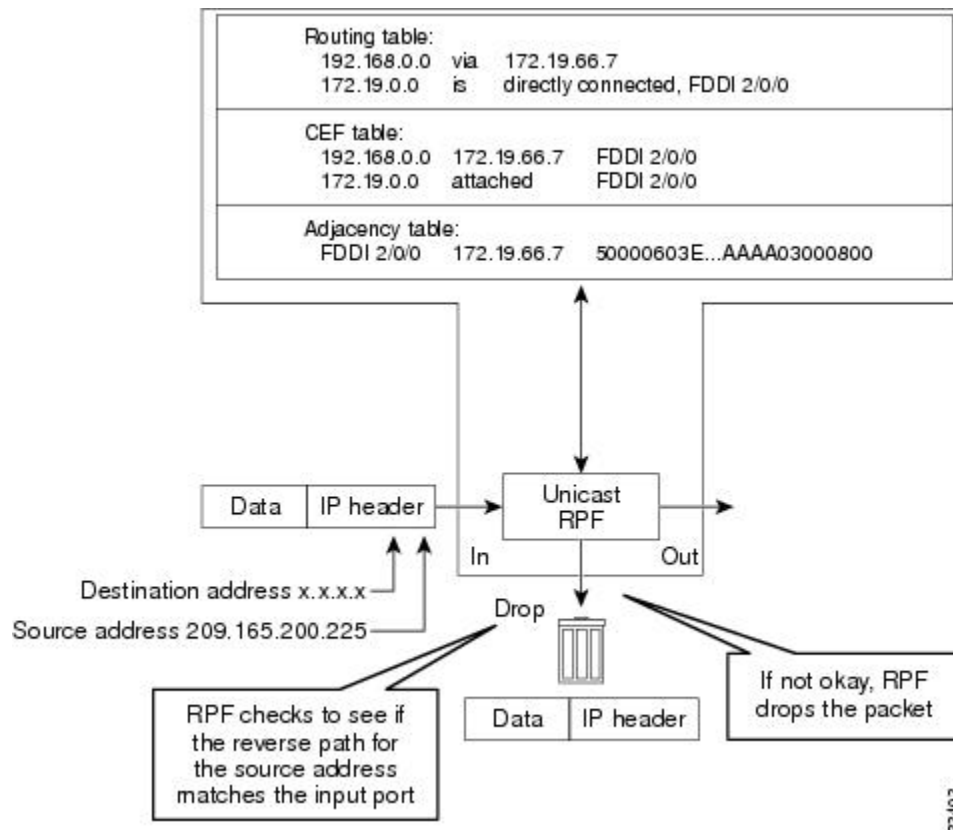 Routing table:
192.168.0.0 via 172.19.66.7
172.19.0.0 is directly connected, FDDI 2/0/0
CEF table:
192.168.0.0 172.19.66.7 FDDI 2/0/0
172.19.0.0 attached FDDI 2/0/0
Adjacency table:
FDDI 2/0/0 172.19.66.7 50000603E...AAAA03000800
Data IP header
Unicast
RPF
In Out
Destination address x.x.x.x
Source address 209.165.200.225
Drop
RPF checks to see if
the reverse path for
the source address
matches the input port
Data IP header
If not okay, RPF
drops the packet